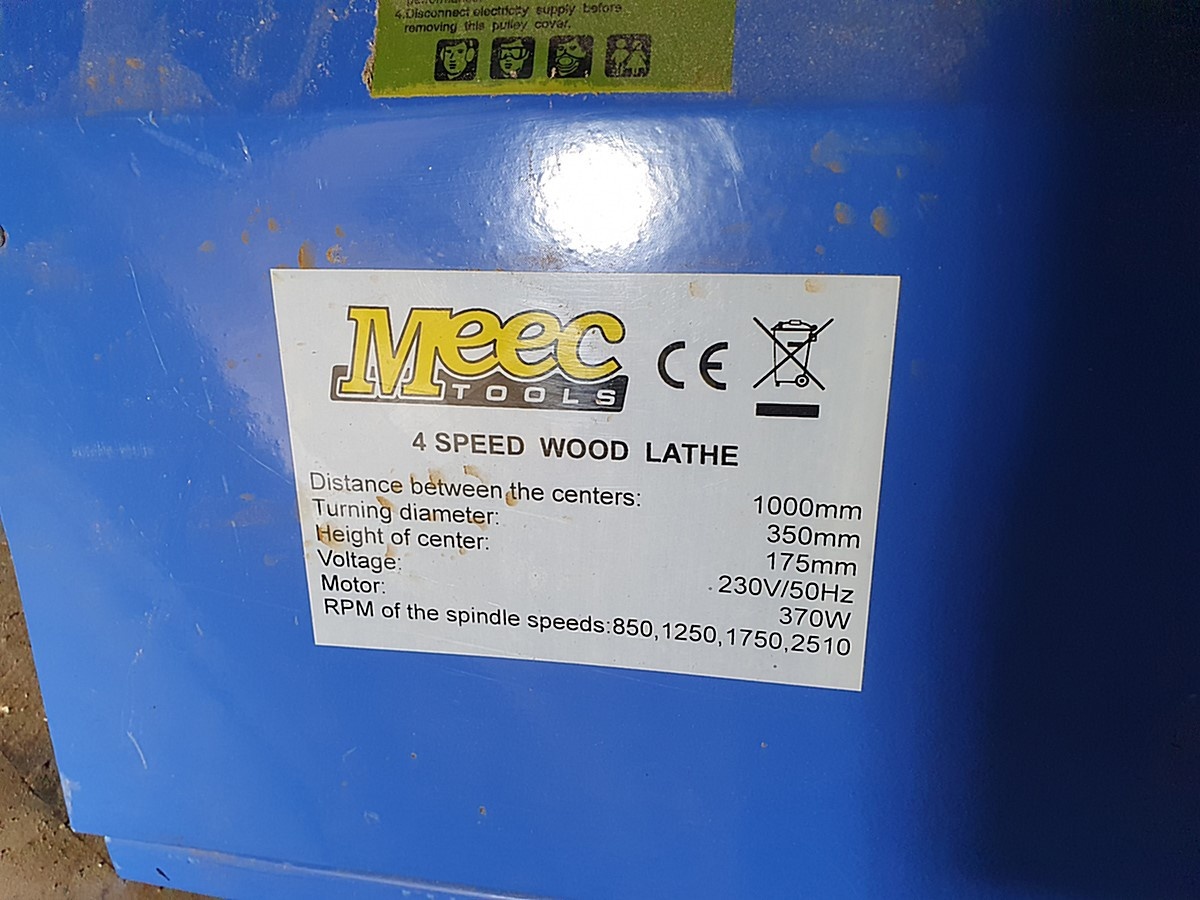 performance.
4.Disconnect electricity supply before
removing this pulley cover.
Meec
TOOLS
CE
4 SPEED WOOD LATHE
Distance between the centers: 1000mm
Turning diameter: 350mm
Height of center: 175mm
Voltage: 230V/50Hz
Motor: 370W
RPM of the spindle speeds:850,1250,1750,2510